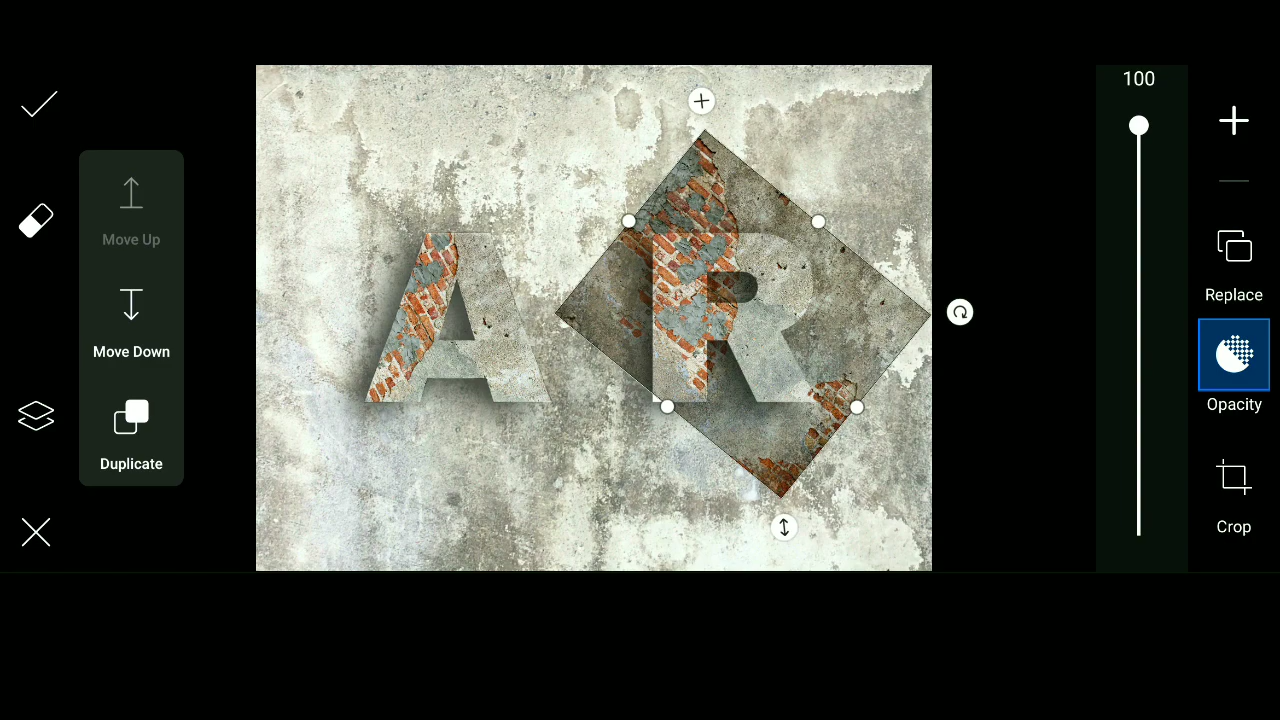 100
Move Up
Move Down
Duplicate
A R
Replace
Opacity
Crop